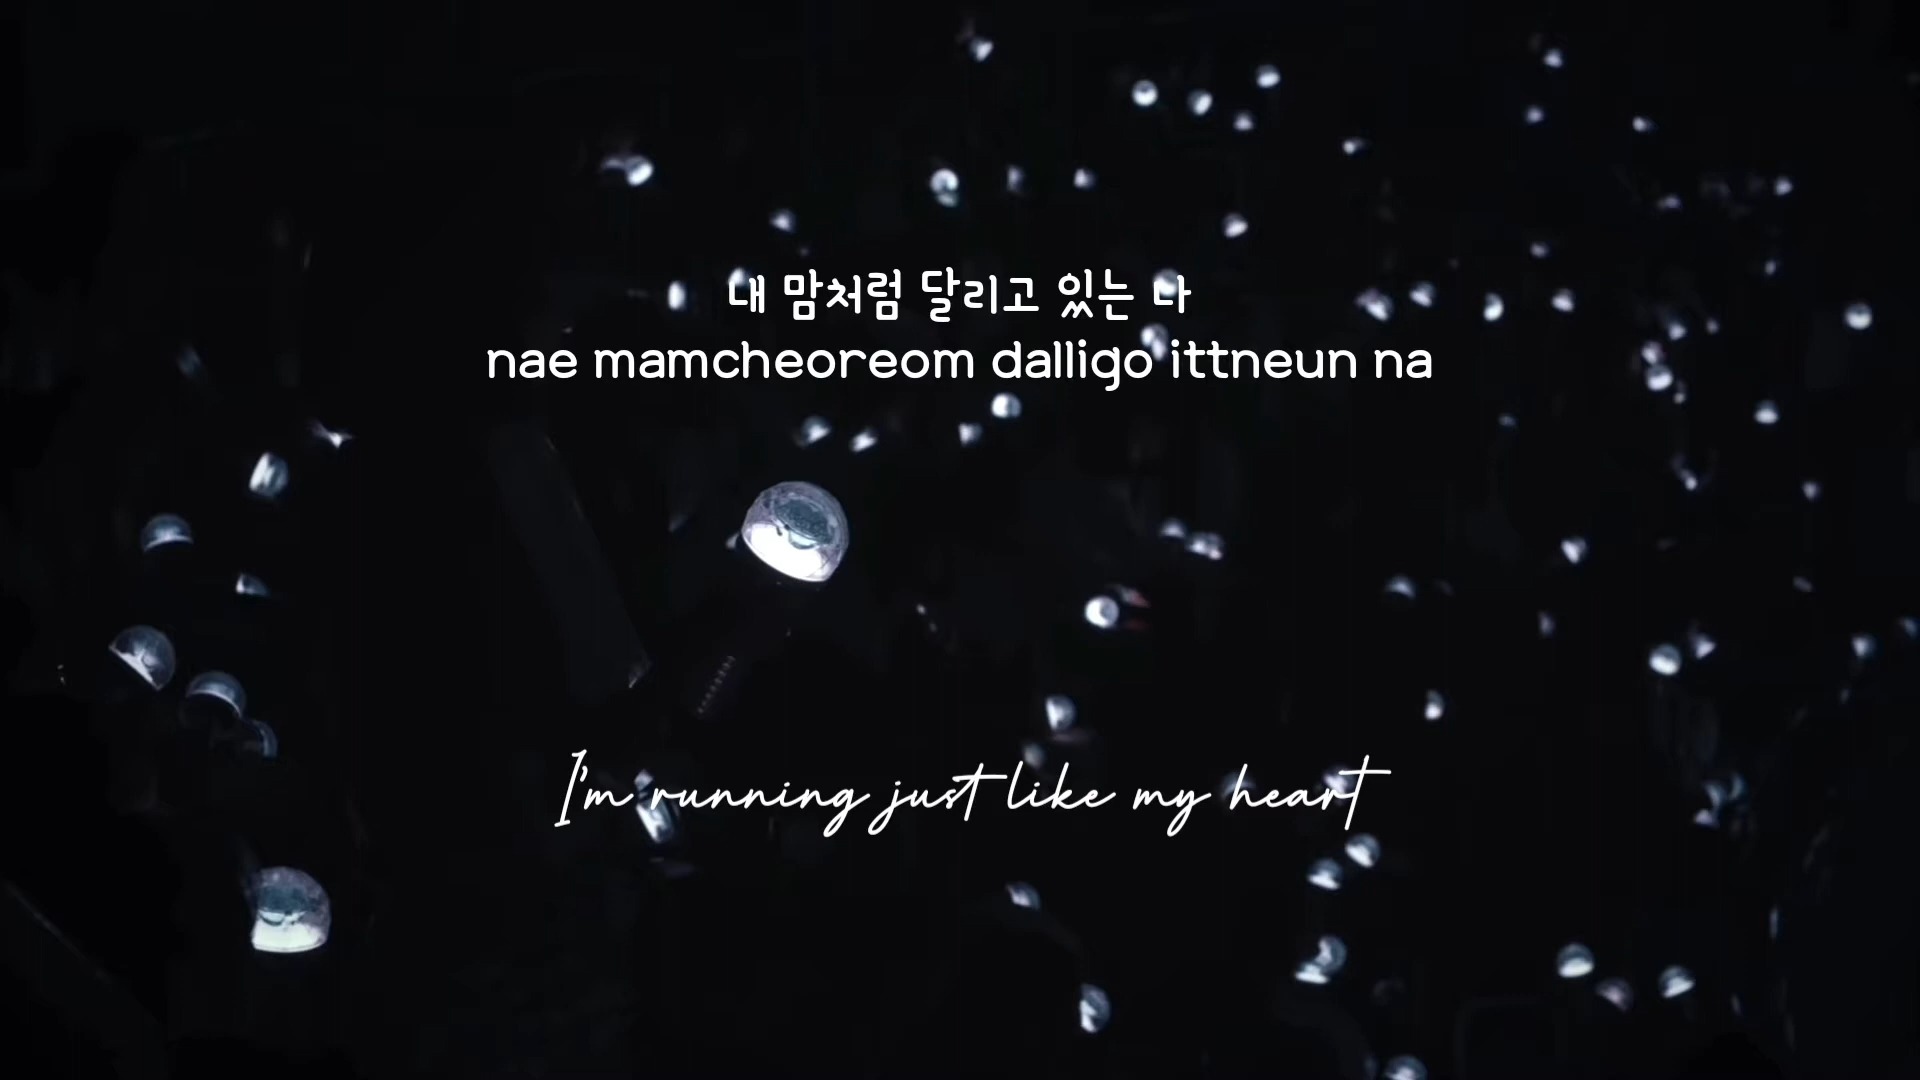 내 맘처럼 달리고 있는 나
nae mamcheoreom dalligo ittneun na
I'm running just like my heart